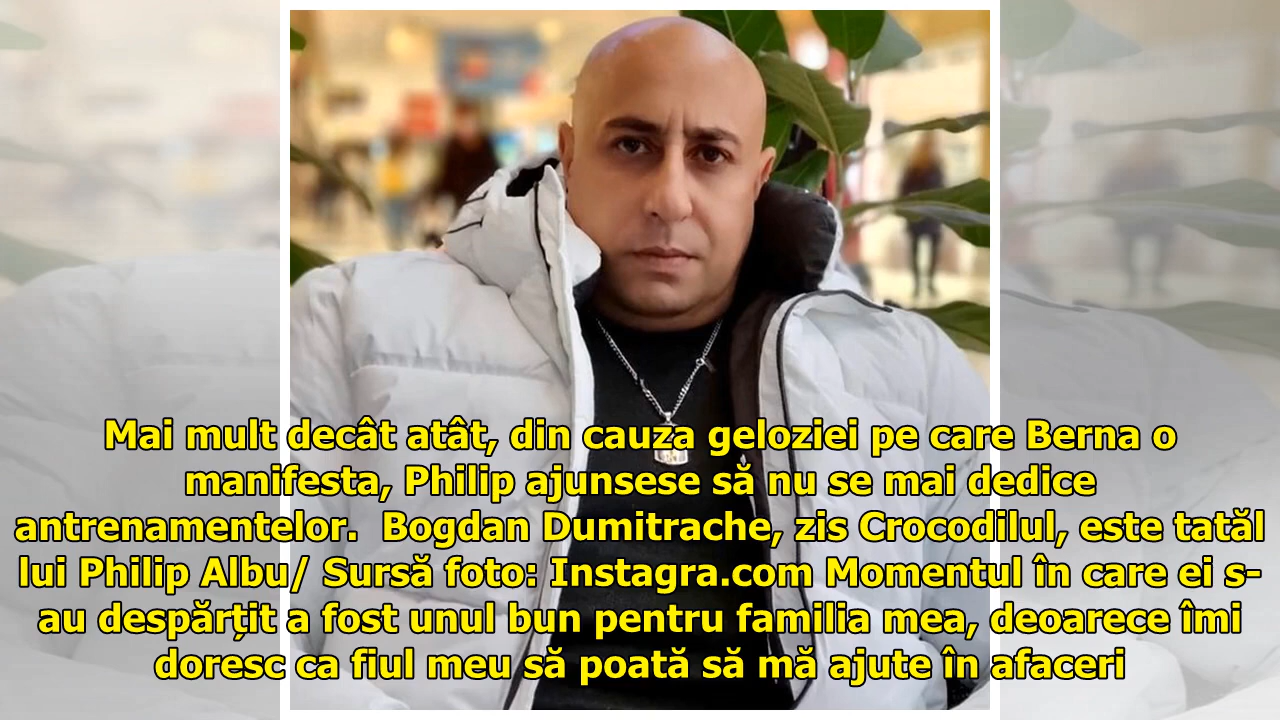 Mai mult decât atât, din cauza geloziei pe care Berna o
manifesta, Philip ajunsese să nu se mai dedice
antrenamentelor.  Bogdan Dumitrache, zis Crocodilul, este tatăl
lui Philip Albu/ Sursă foto: Instagra.com Momentul în care ei s-
au despărțit a fost unul bun pentru familia mea, deoarece îmi
doresc ca fiul meu să poată să mă ajute în afaceri